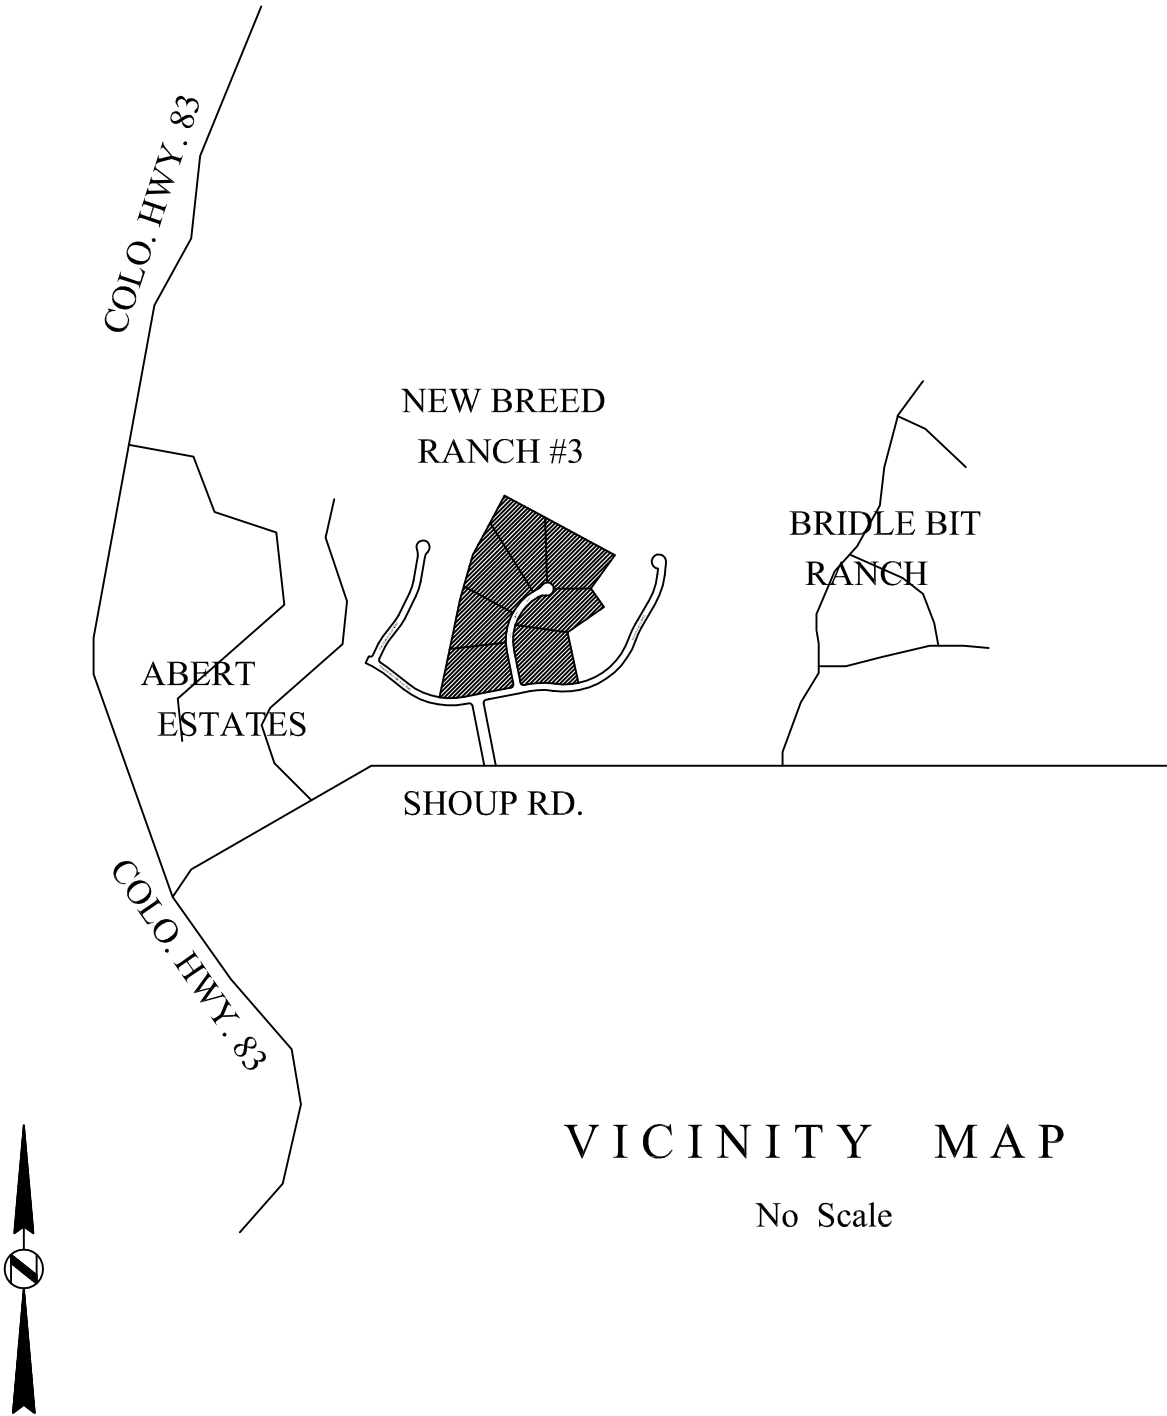 COLO. HWY. 83
NEW BREED
RANCH #3
BRIDLE BIT
RANCH
ABERT
ESTATES
SHOUP RD.
COLO. HWY. 83
VICINITY MAP
No Scale
N